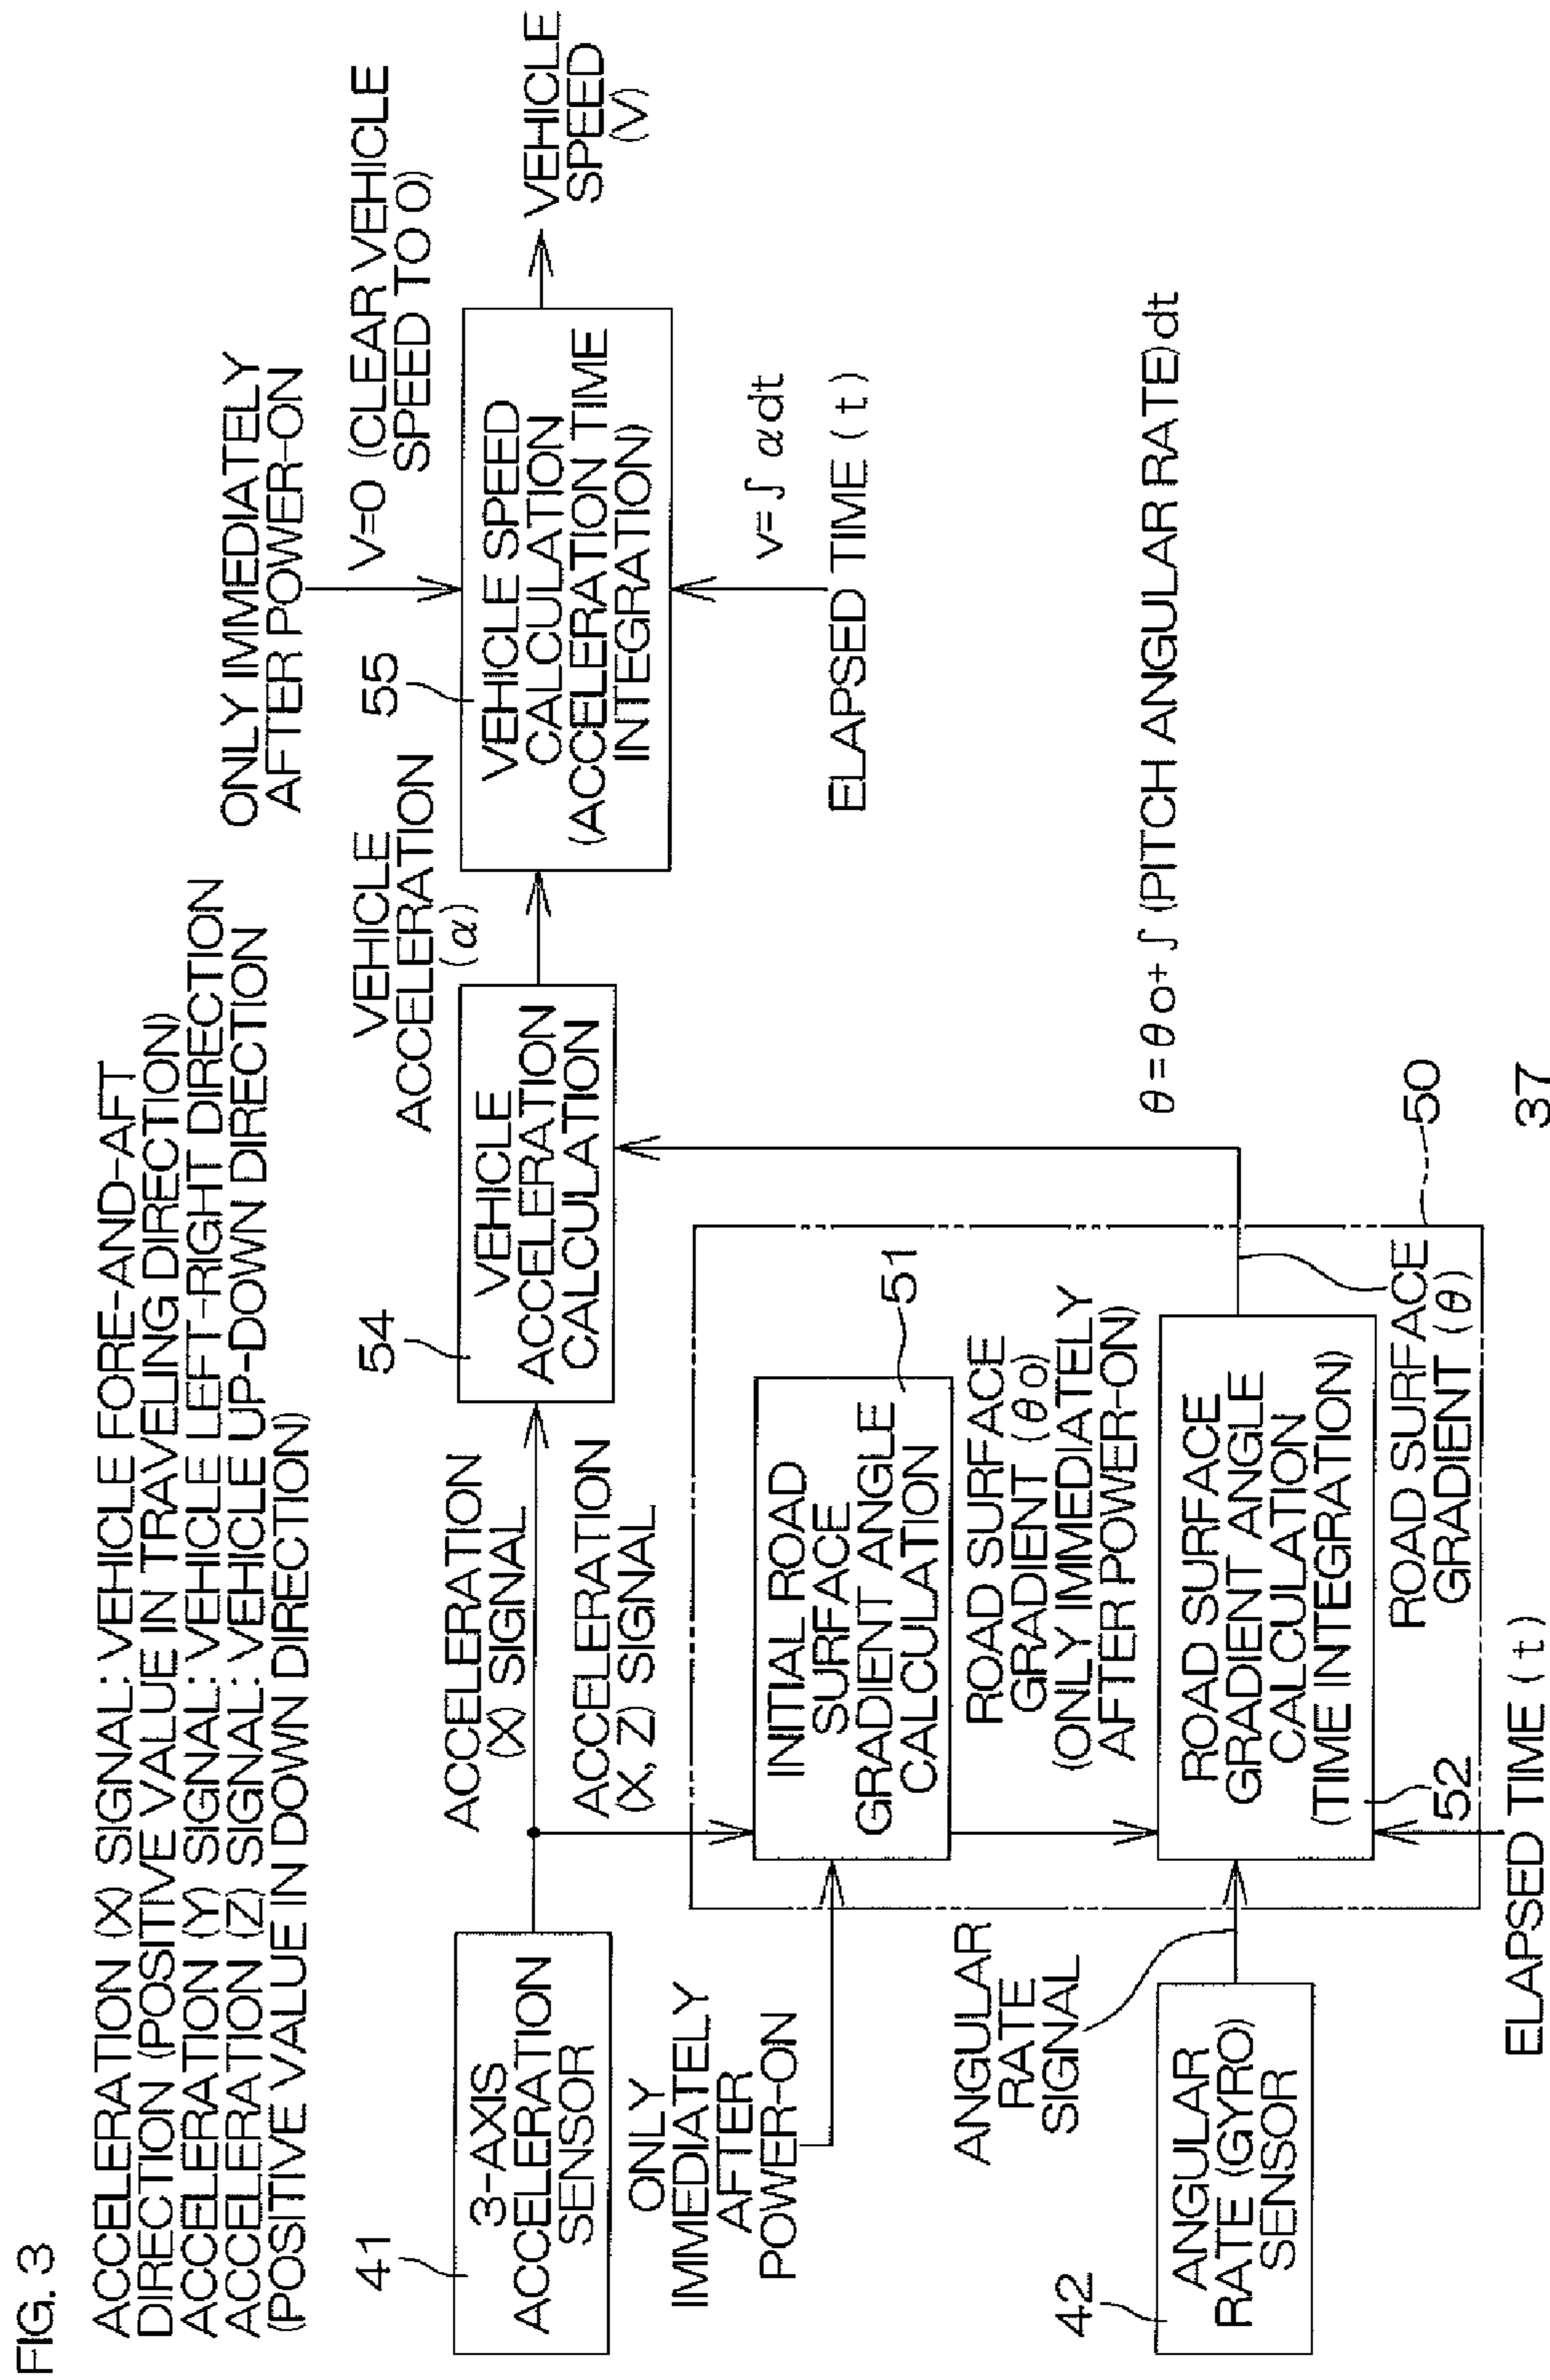 FIG. 3
ACCELERATION (X) SIGNAL: VEHICLE FORE-AND-AFT
DIRECTION (POSITIVE VALUE IN TRAVELING DIRECTION)
ACCELERATION (Y) SIGNAL: VEHICLE LEFT-RIGHT DIRECTION
ACCELERATION (Z) SIGNAL: VEHICLE UP-DOWN DIRECTION
(POSITIVE VALUE IN DOWN DIRECTION)
41
3-AXIS
ACCELERATION
SENSOR
ACCELERATION
(X) SIGNAL
ACCELERATION
(X, Z) SIGNAL
54
VEHICLE
ACCELERATION
CALCULATION
VEHICLE
ACCELERATION
(α)
ONLY IMMEDIATELY
AFTER POWER-ON
V=0 (CLEAR VEHICLE
SPEED TO 0)
55
VEHICLE SPEED
CALCULATION
(ACCELERATION TIME
INTEGRATION)
VEHICLE
SPEED
(V)
v=∫ αdt
ELAPSED TIME (t)
ONLY
IMMEDIATELY
AFTER
POWER-ON
INITIAL ROAD
SURFACE
GRADIENT ANGLE
CALCULATION
51
ROAD SURFACE
GRADIENT (θo)
(ONLY IMMEDIATELY
AFTER POWER-ON)
ANGULAR
RATE
SIGNAL
42
ANGULAR
RATE (GYRO)
SENSOR
ROAD SURFACE
GRADIENT ANGLE
CALCULATION
(TIME INTEGRATION)
θ=θo+∫(PITCH ANGULAR RATE)dt
52
ROAD SURFACE
GRADIENT (θ)
50
ELAPSED TIME (t)
37